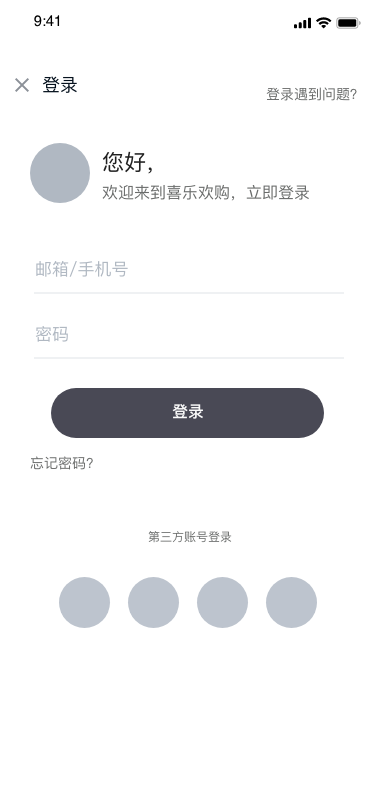 9:41
登录
登录遇到问题?
您好，
欢迎来到喜乐欢购，立即登录
邮箱/手机号
密码
登录
忘记密码?
第三方账号登录